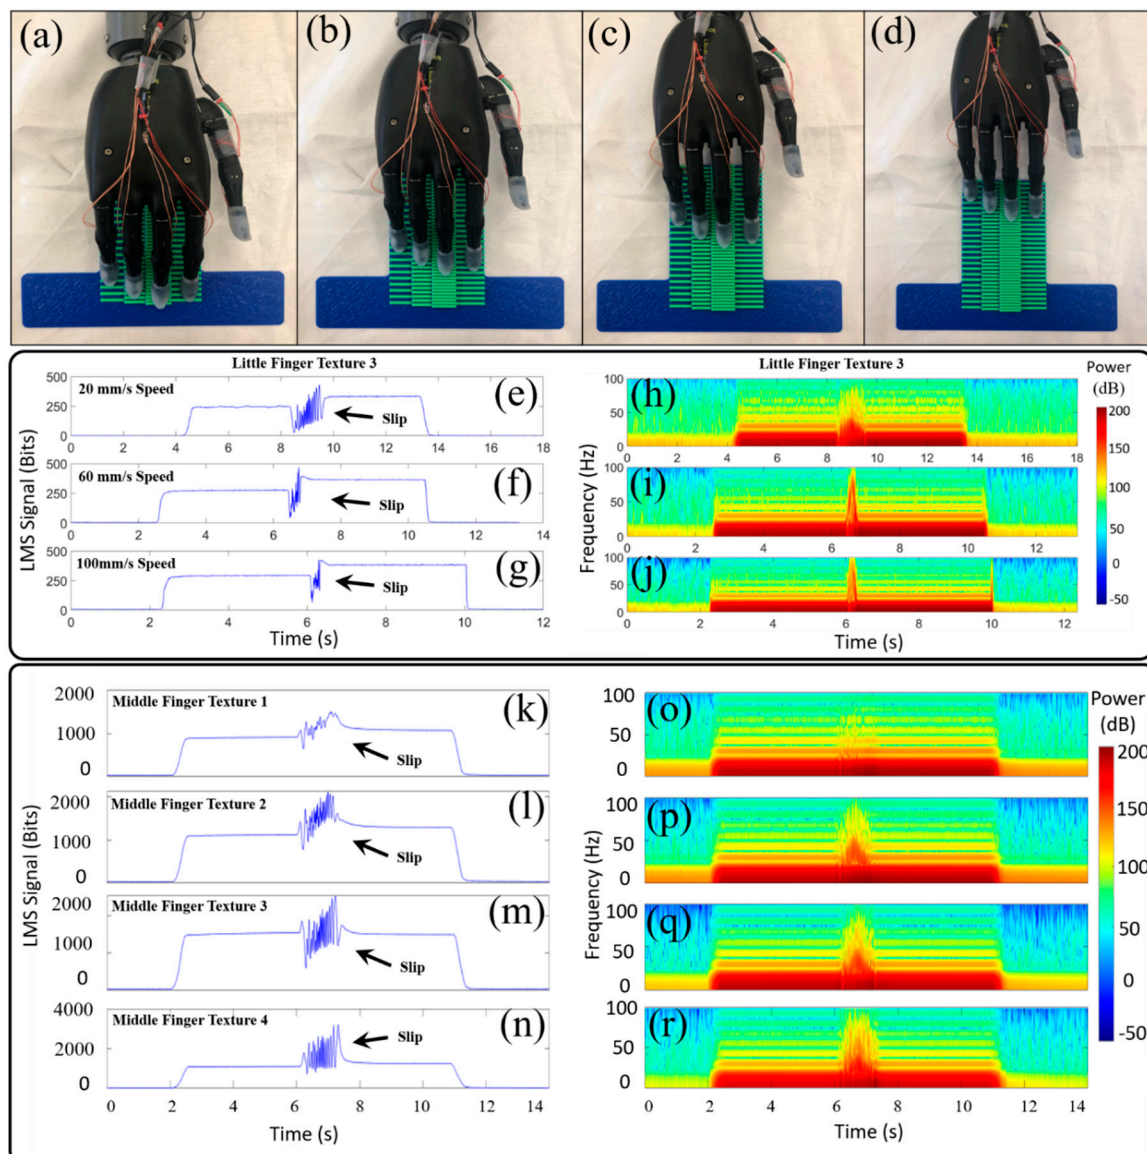 (a) (b) (c) (d)
Little Finger Texture 3
Little Finger Texture 3
Power
(dB)
LMS Signal (Bits)
500
250
0
20 mm/s Speed
(e)
Slip
0 2 4 6 8 10 12 14 16 18
500
250
0
60 mm/s Speed
(f)
Slip
0 2 4 6 8 10 12 14
500
250
0
100mm/s Speed
(g)
Slip
0 2 4 6 8 10 12
Time (s)
Frequency (Hz)
100
50
0
(h)
0 2 4 6 8 10 12 14 16 18
100
50
0
(i)
0 2 4 6 8 10 12
100
50
0
(j)
0 2 4 6 8 10 12
Time (s)
200
150
100
50
0
-50
LMS Signal (Bits)
2000
1000
0
Middle Finger Texture 1
(k)
Slip
2000
1000
0
Middle Finger Texture 2
(l)
Slip
2000
1000
0
Middle Finger Texture 3
(m)
Slip
4000
2000
0
Middle Finger Texture 4
(n)
Slip
0 2 4 6 8 10 12 14
Time (s)
Frequency (Hz)
100
50
0
(o)
100
50
0
(p)
100
50
0
(q)
100
50
0
(r)
0 2 4 6 8 10 12 14
Time (s)
Power
(dB)
200
150
100
50
0
-50